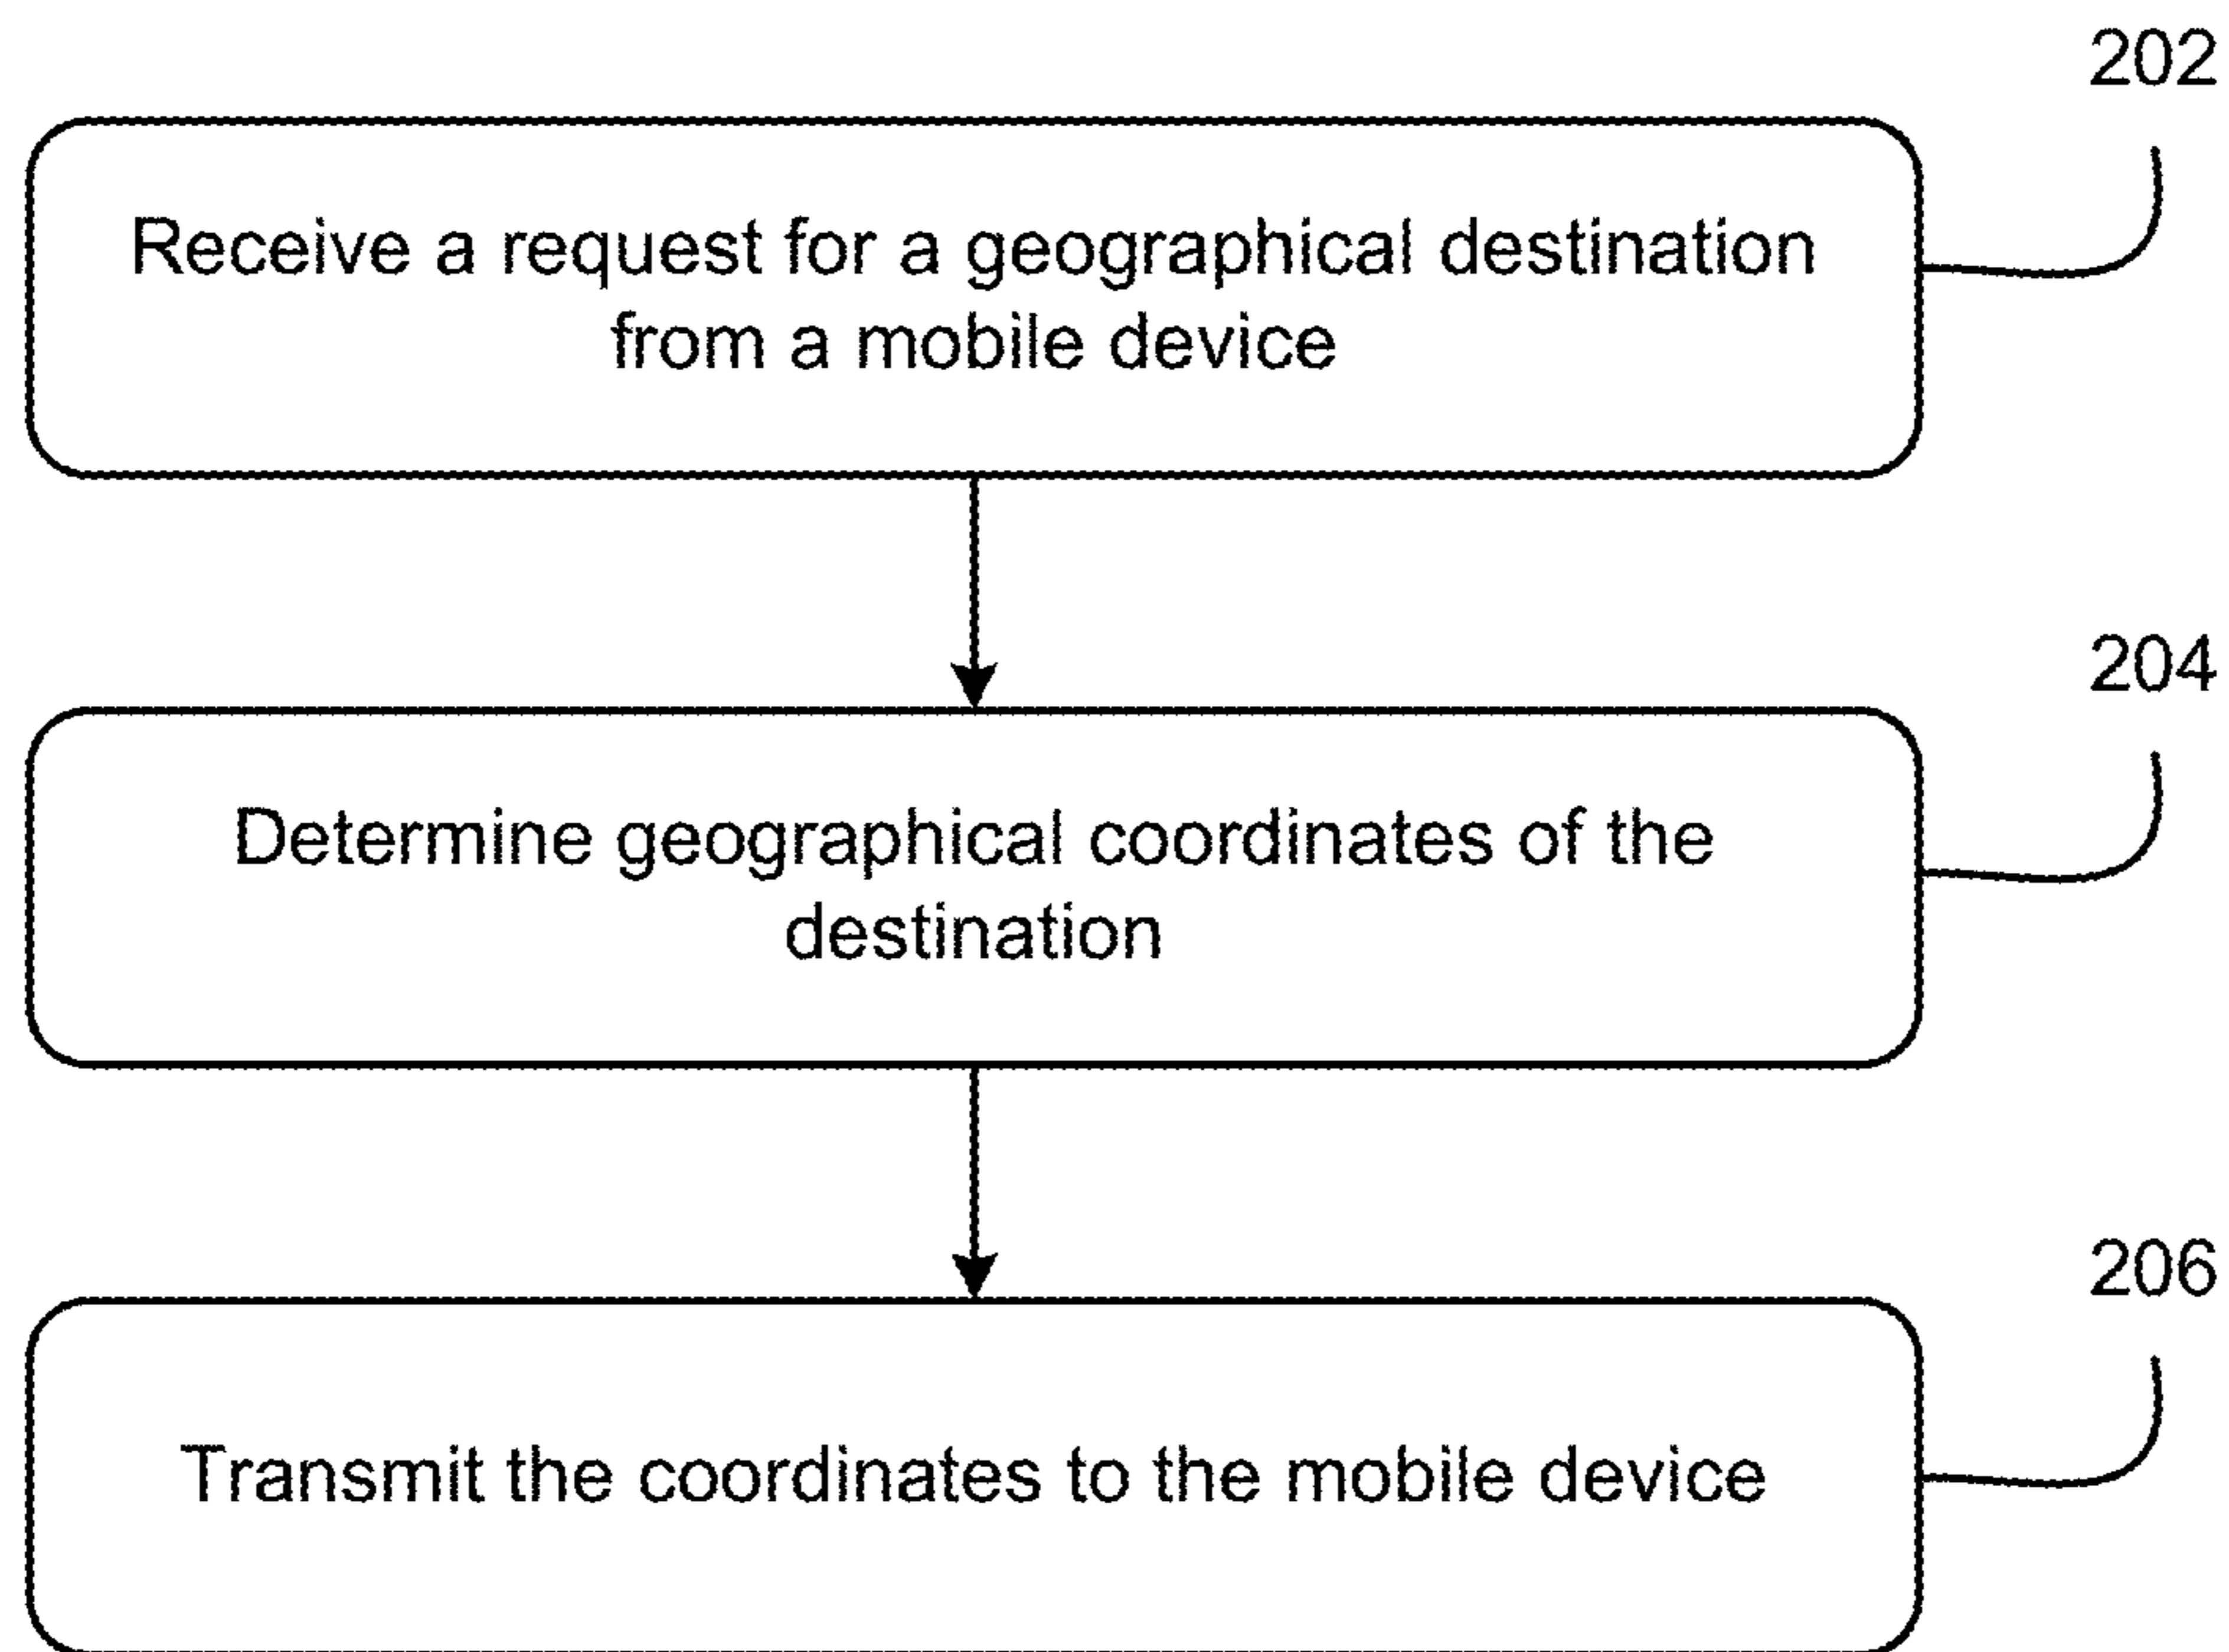 202
Receive a request for a geographical destination
from a mobile device
204
Determine geographical coordinates of the
destination
206
Transmit the coordinates to the mobile device